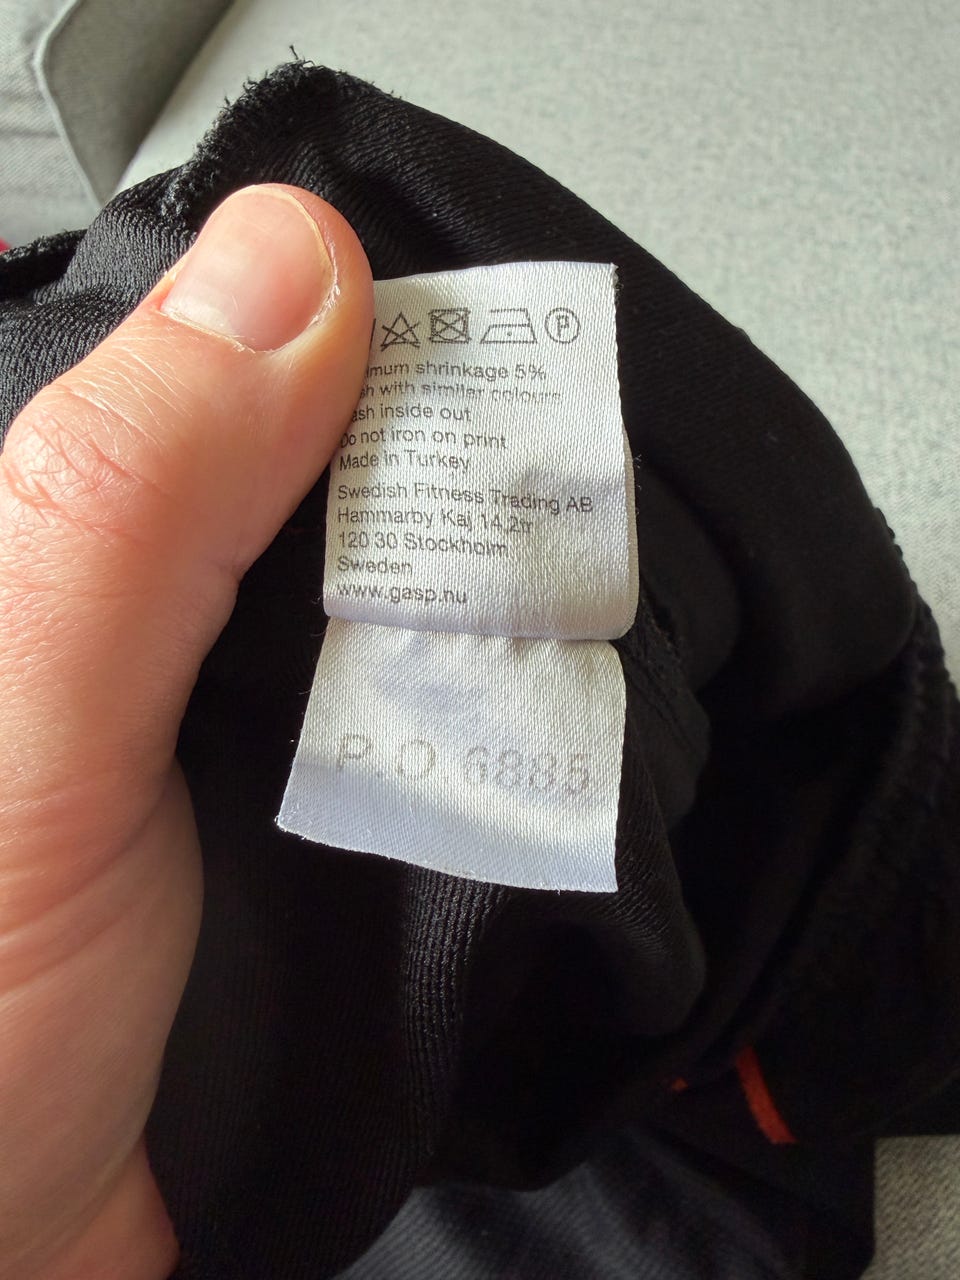 P
shrinkage 5%
with similar colours
inside out
Do not iron on print
Made in Turkey
Swedish Fitness Trading AB
Hammarby Kaj 14,2tr
120 30 Stockholm
Sweden
www.gasp.nu
P.O 6885